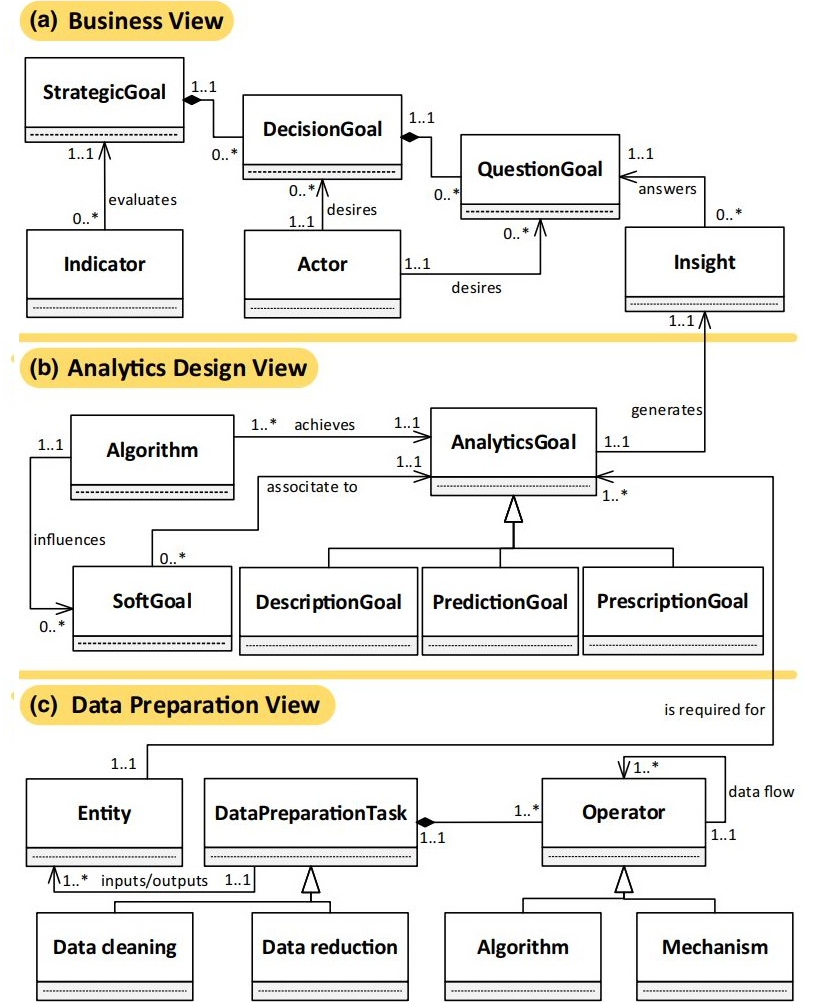 (a) Business View
StrategicGoal
1..1
0..*
DecisionGoal
1..1
0..*
QuestionGoal
1..1
answers
0..*
1..1
evaluates
0..*
Indicator
0..*
desires
1..1
Actor
1..1
desires
0..*
Insight
1..1
(b) Analytics Design View
generates
Algorithm
1..* achieves 1..1
AnalyticsGoal
1..1
1..1
1..1
associtate to
1..*
influences
0..*
0..*
SoftGoal
DescriptionGoal
PredictionGoal
PrescriptionGoal
(c) Data Preparation View
is required for
1..1
Entity
DataPreparationTask
1..1
1..*
Operator
1..*
data flow
1..1
1..* inputs/outputs 1..1
Data cleaning
Data reduction
Algorithm
Mechanism